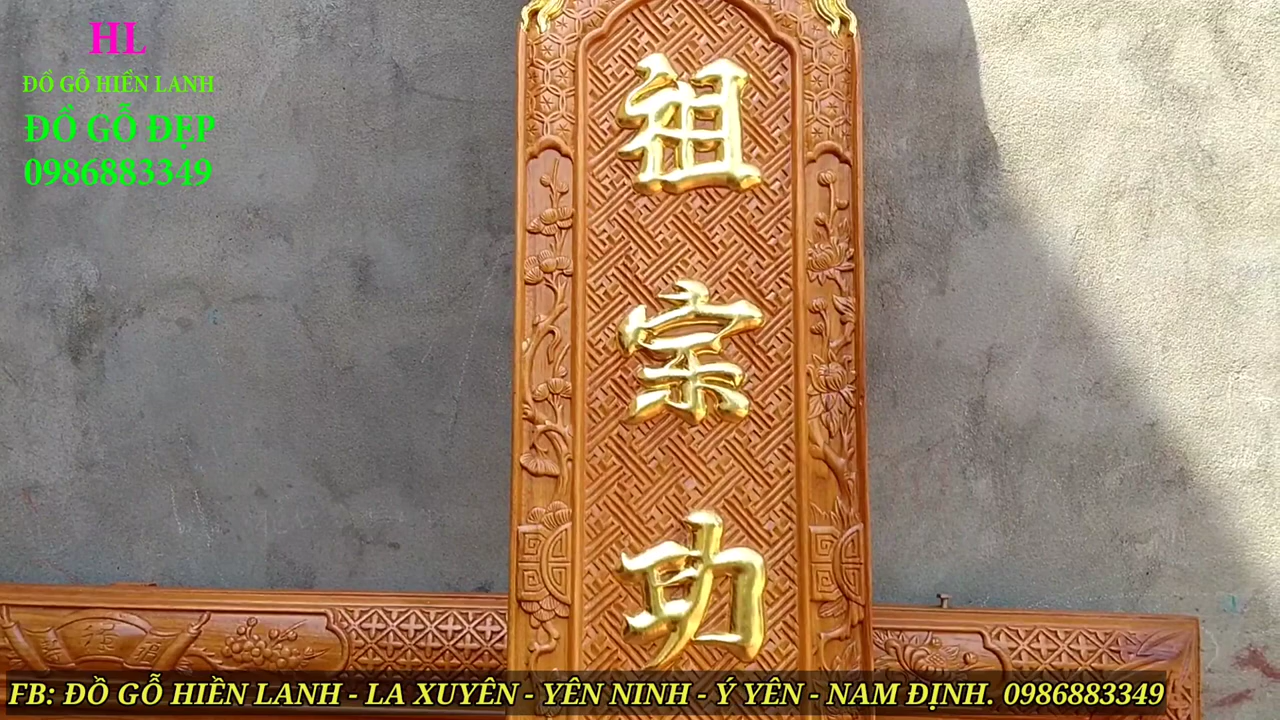 HL
ĐỒ GỖ HIỀN LANH
ĐỒ GỖ ĐẸP
0986883349
祖
宗
功
FB: ĐỒ GỖ HIỀN LANH - LA XUYÊN - YÊN NINH - Ý YÊN - NAM ĐỊNH. 0986883349